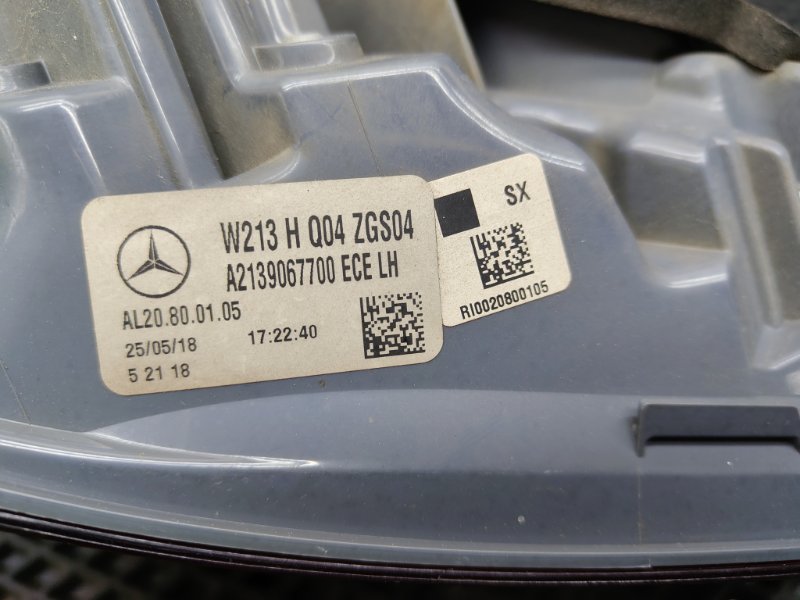 W213 H Q04 ZGS04
A2139067700 ECE LH
AL20.80.01.05
25/05/18 17:22:40
5 21 18
SX
RI0020800105